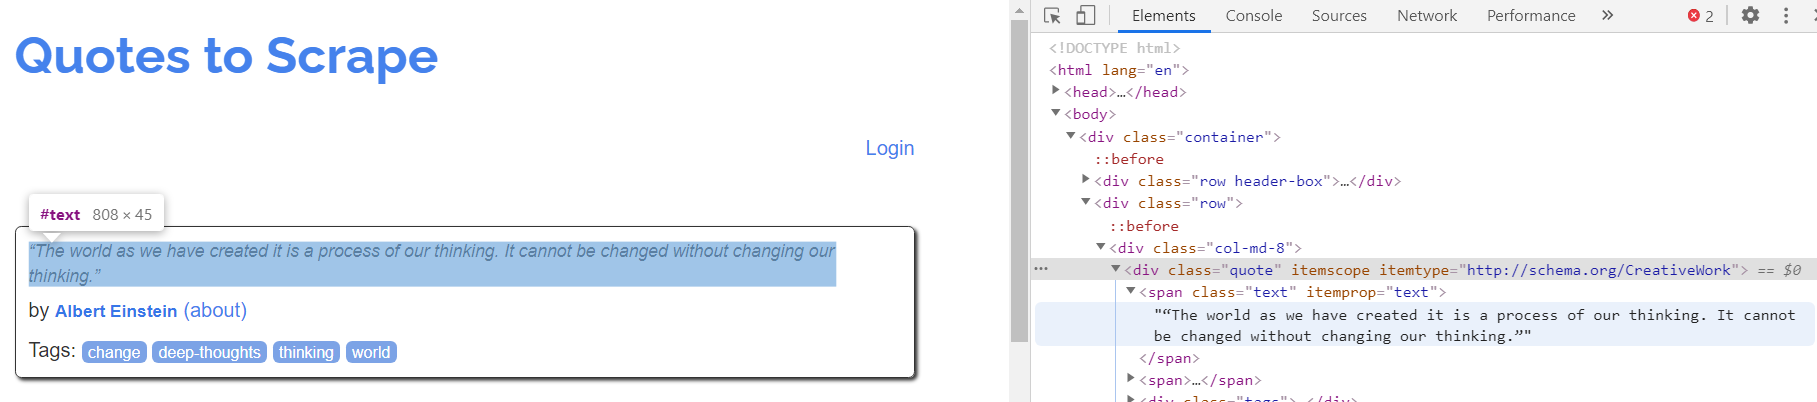 Quotes to Scrape
Login
#text 808 × 45
“The world as we have created it is a process of our thinking. It cannot be changed without changing our
thinking.”
by Albert Einstein (about)
Tags: change deep-thoughts thinking world
Elements Console Sources Network Performance » 2
<!DOCTYPE html>
<html lang="en">
<head>…</head>
<body>
<div class="container">
::before
<div class="row header-box">…</div>
<div class="row">
::before
<div class="col-md-8">
<div class="quote" itemscope itemtype="http://schema.org/CreativeWork"> == $0
<span class="text" itemprop="text">
"“The world as we have created it is a process of our thinking. It cannot
be changed without changing our thinking.”"
</span>
<span>…</span>
<div class="tags">…</div>